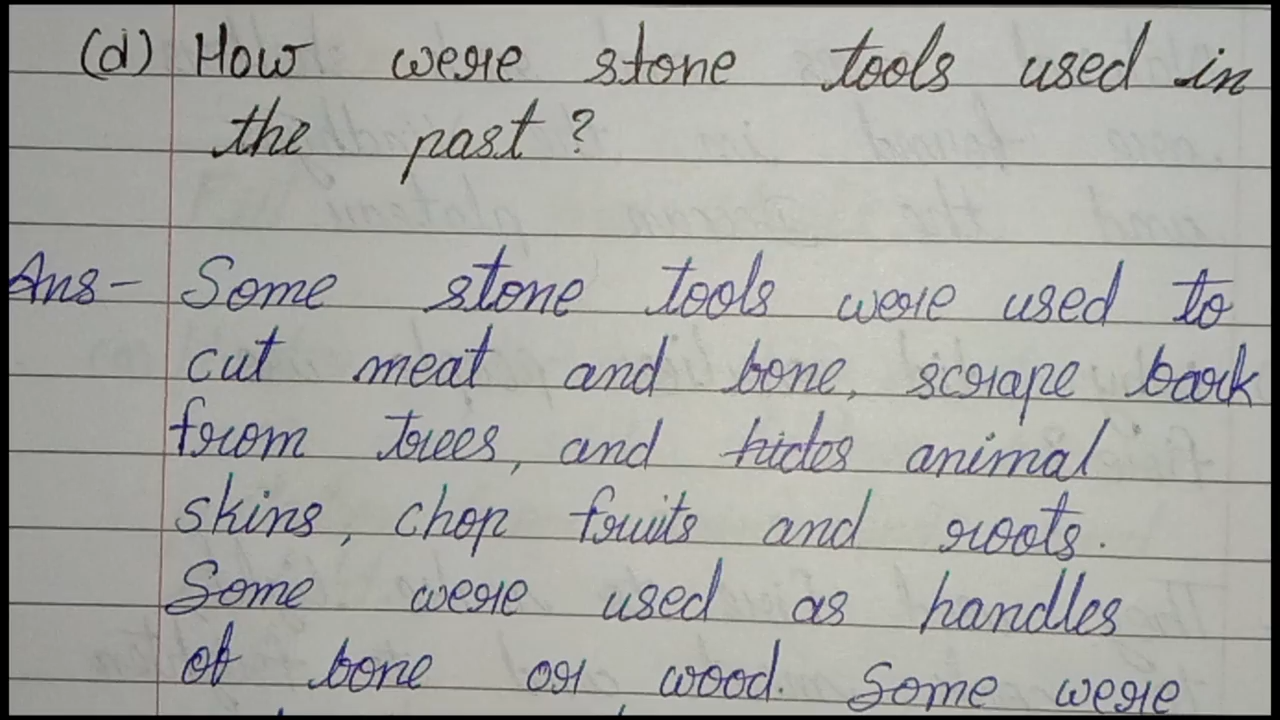 (d) How were stone tools used in
the past?
Ans- Some stone tools were used to
cut meat and bone, scrape bark
from trees, and hides animal
skins, chop fruits and roots.
Some were used as handles
of bone or wood. Some were